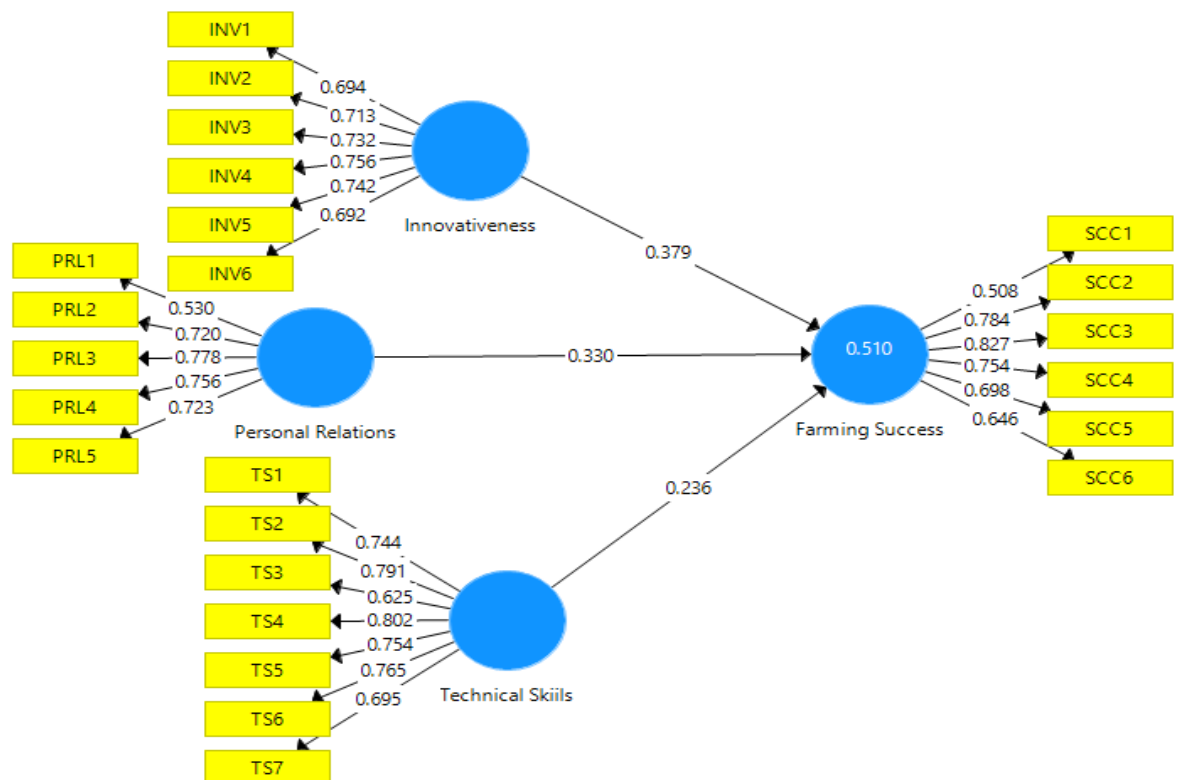 INV1
INV2
INV3
INV4
INV5
INV6
0.694
0.713
0.732
0.756
0.742
0.692
Innovativeness
PRL1
PRL2
PRL3
PRL4
PRL5
0.530
0.720
0.778
0.756
0.723
Personal Relations
TS1
TS2
TS3
TS4
TS5
TS6
TS7
0.744
0.791
0.625
0.802
0.754
0.765
0.695
Technical Skiils
0.379
0.330
0.236
0.510
Farming Success
0.508
0.784
0.827
0.754
0.698
0.646
SCC1
SCC2
SCC3
SCC4
SCC5
SCC6